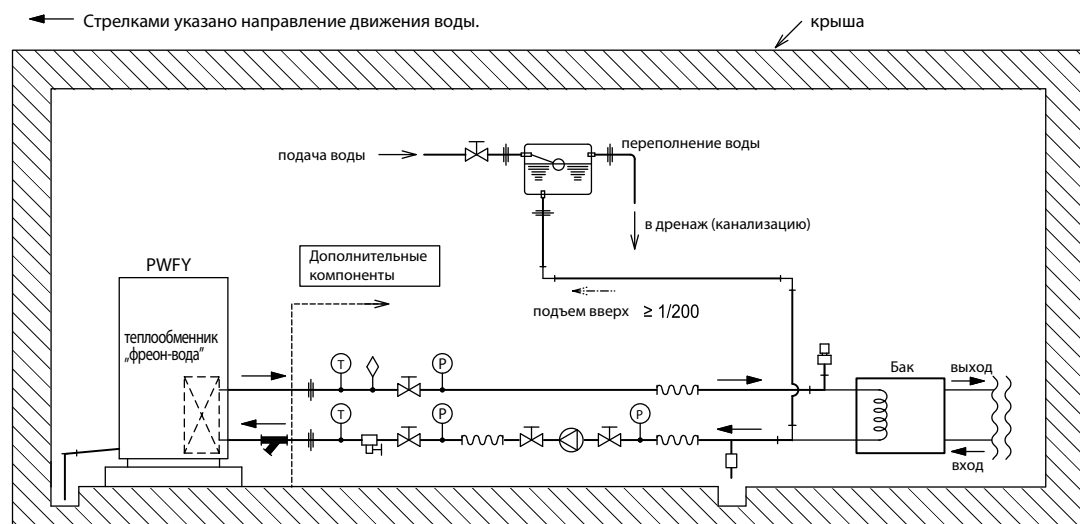 Стрелками указано направление движения воды.
крыша
подача воды
переполнение воды
в дренаж (канализацию)
PWFY
Дополнительные
компоненты
подъем вверх ≥ 1/200
теплообменник
„фреон-вода”
T
P
Бак
выход
T
P
P
вход